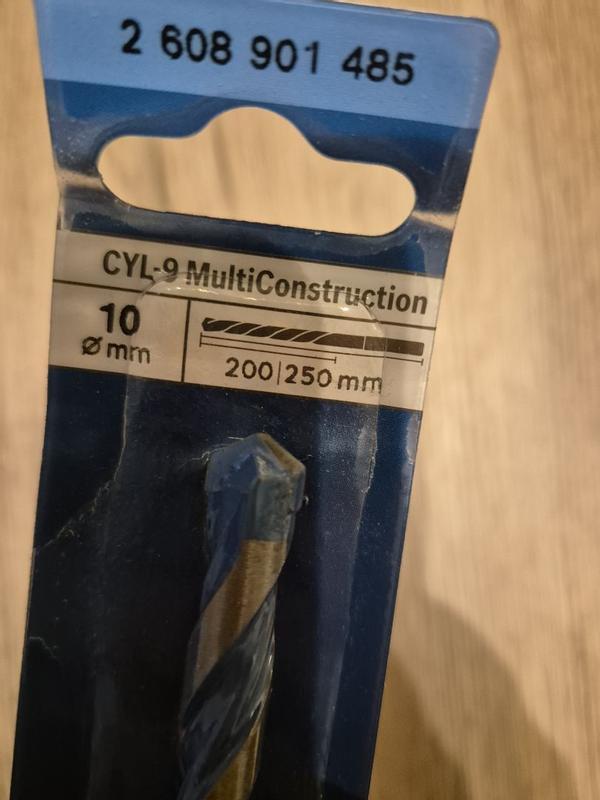 2 608 901 485
CYL-9 MultiConstruction
10
Ø mm
200|250 mm